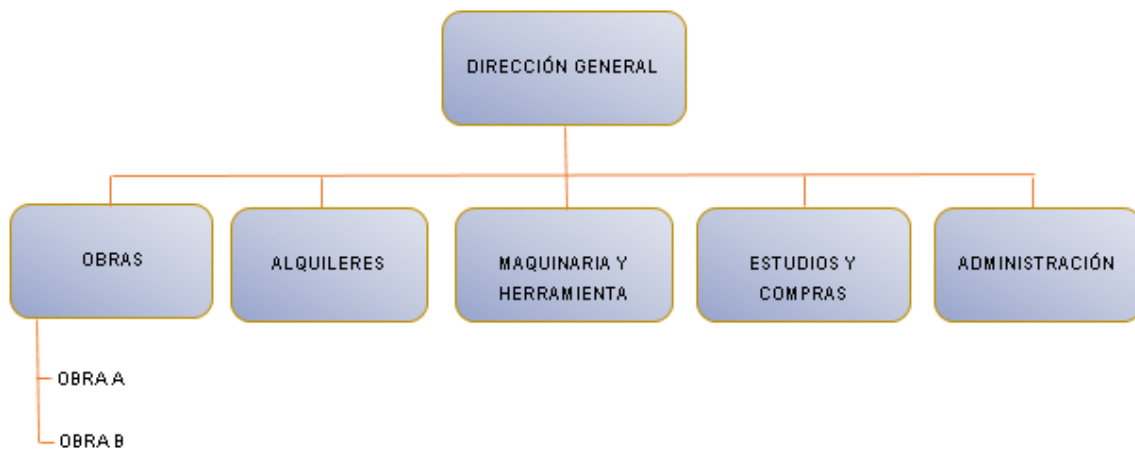 DIRECCIÓN GENERAL
OBRAS
ALQUILERES
MAQUINARIA Y
HERRAMIENTA
ESTUDIOS Y
COMPRAS
ADMINISTRACIÓN
OBRA A
OBRA B